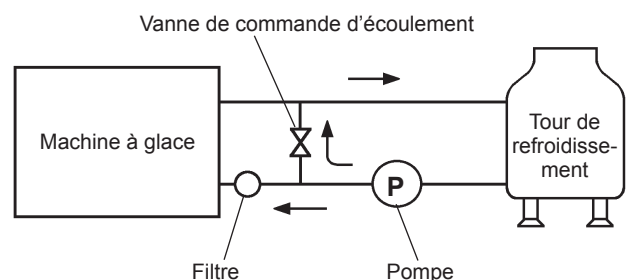 Vanne de commande d'écoulement
Machine à glace
Tour de
refroidisse-
ment
P
Filtre
Pompe